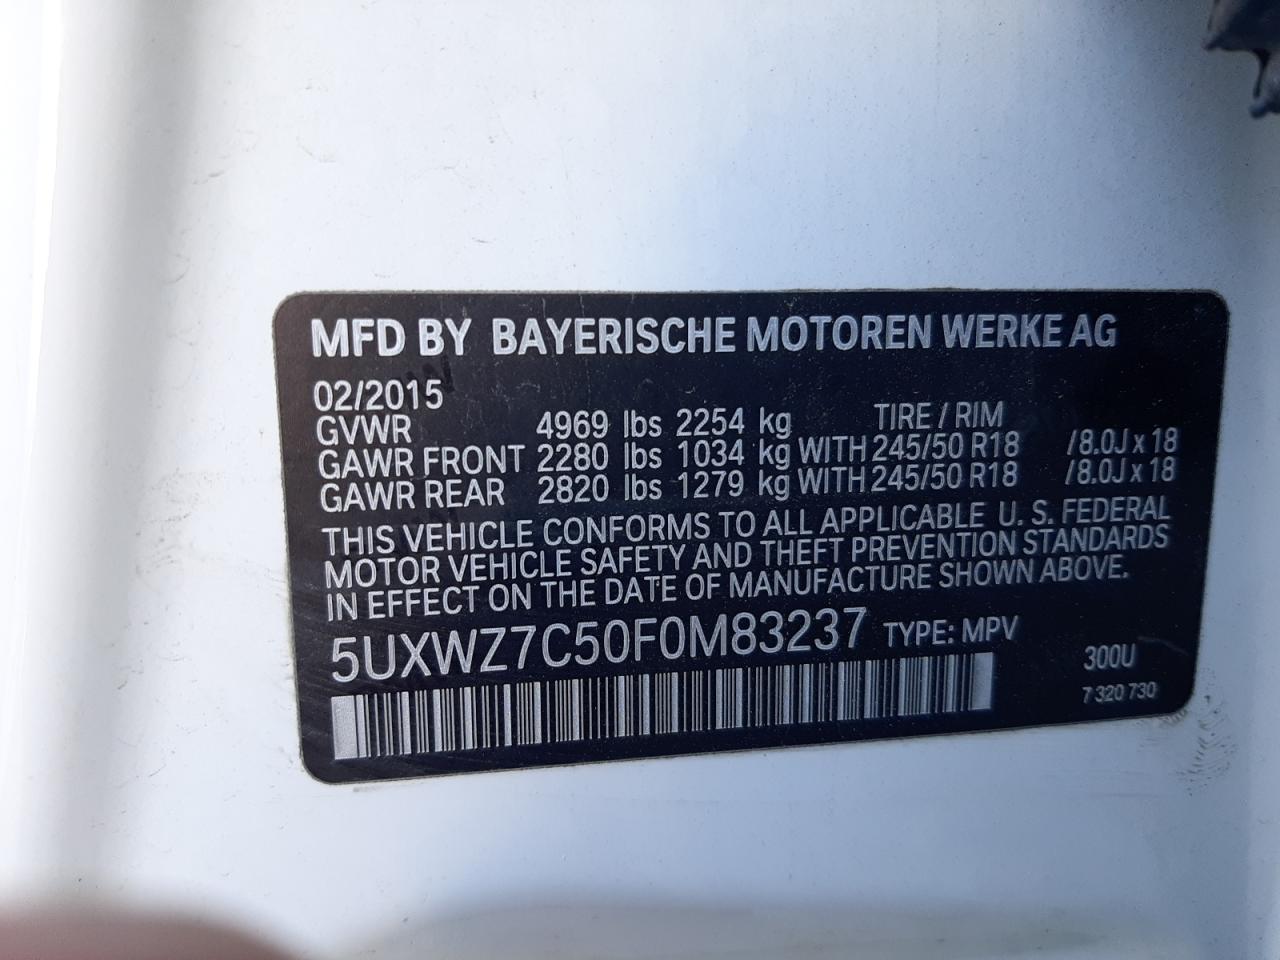 MFD BY BAYERISCHE MOTOREN WERKE AG
02/2015
GVWR 4969 lbs 2254 kg TIRE / RIM
GAWR FRONT 2280 lbs 1034 kg WITH 245/50 R18 /8.0J x 18
GAWR REAR 2820 lbs 1279 kg WITH 245/50 R18 /8.0J x 18
THIS VEHICLE CONFORMS TO ALL APPLICABLE U. S. FEDERAL
MOTOR VEHICLE SAFETY AND THEFT PREVENTION STANDARDS
IN EFFECT ON THE DATE OF MANUFACTURE SHOWN ABOVE.
5UXWZ7C50F0M83237 TYPE: MPV
300U
7 320 730